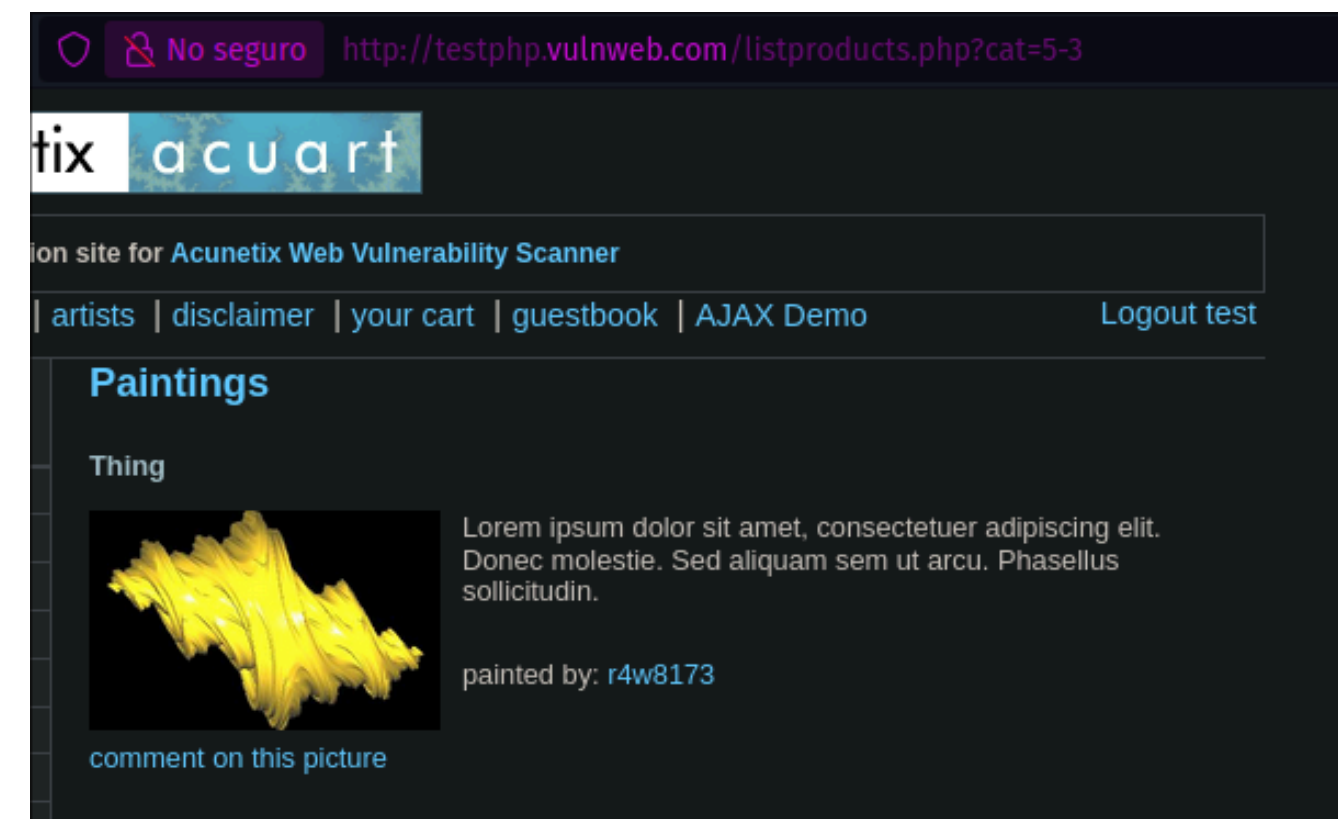 No seguro http://testphp.vulnweb.com/listproducts.php?cat=5-3
tix acuart
ion site for Acunetix Web Vulnerability Scanner
| artists | disclaimer | your cart | guestbook | AJAX Demo Logout test
Paintings
Thing
Lorem ipsum dolor sit amet, consectetuer adipiscing elit.
Donec molestie. Sed aliquam sem ut arcu. Phasellus
sollicitudin.
painted by: r4w8173
comment on this picture